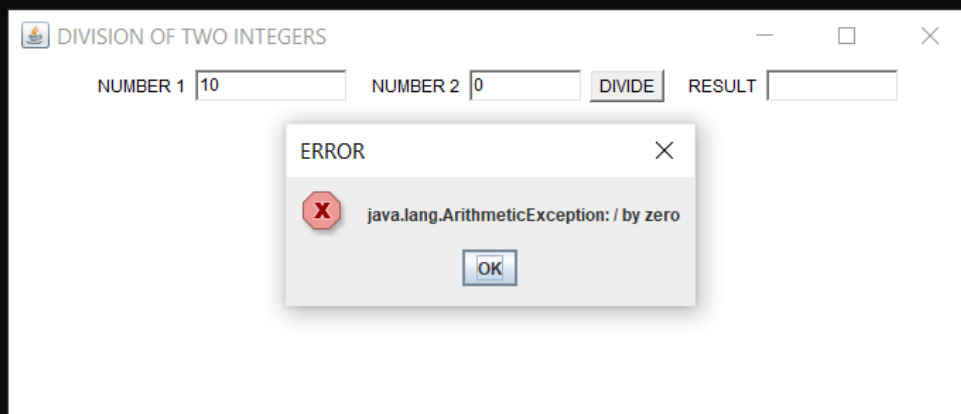 DIVISION OF TWO INTEGERS
NUMBER 1 10 NUMBER 2 0 DIVIDE RESULT
ERROR
X java.lang.ArithmeticException: / by zero
OK